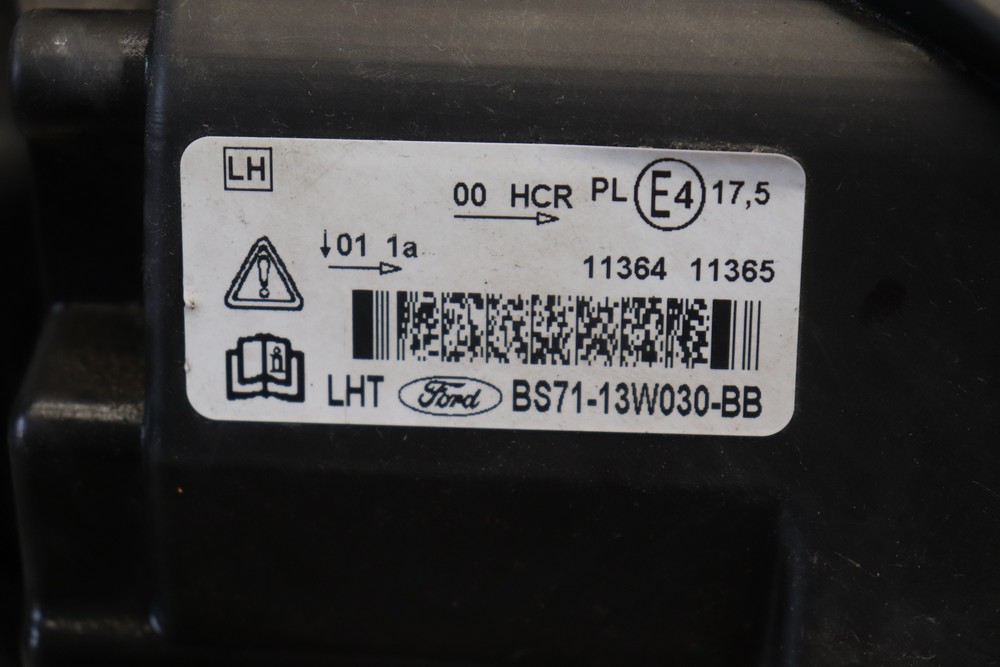 LH
00 HCR PL E4 17,5
↓01 1a
11364 11365
LHT Ford BS71-13W030-BB